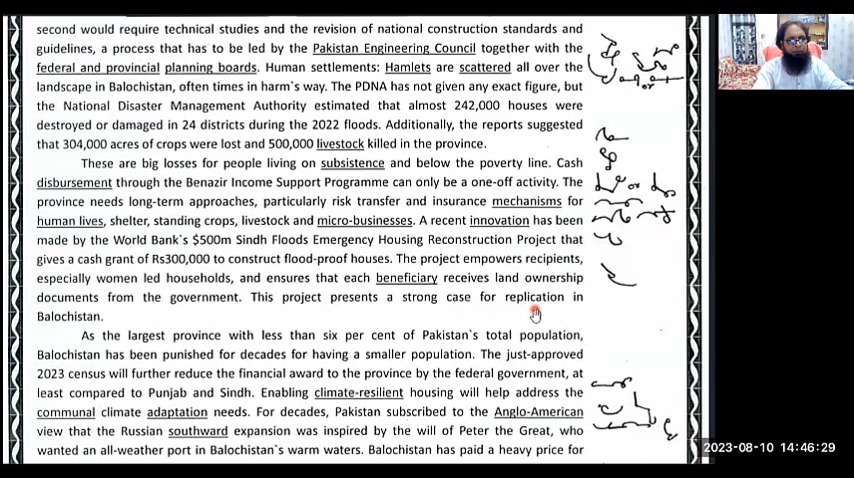 second would require technical studies and the revision of national construction standards and
guidelines, a process that has to be led by the Pakistan Engineering Council together with the
federal and provincial planning boards. Human settlements: Hamlets are scattered all over the
landscape in Balochistan, often times in harm`s way. The PDNA has not given any exact figure, but
the National Disaster Management Authority estimated that almost 242,000 houses were
destroyed or damaged in 24 districts during the 2022 floods. Additionally, the reports suggested
that 304,000 acres of crops were lost and 500,000 livestock killed in the province.
These are big losses for people living on subsistence and below the poverty line. Cash
disbursement through the Benazir Income Support Programme can only be a one-off activity. The
province needs long-term approaches, particularly risk transfer and insurance mechanisms for
human lives, shelter, standing crops, livestock and micro-businesses. A recent innovation has been
made by the World Bank`s $500m Sindh Floods Emergency Housing Reconstruction Project that
gives a cash grant of Rs300,000 to construct flood-proof houses. The project empowers recipients,
especially women led households, and ensures that each beneficiary receives land ownership
documents from the government. This project presents a strong case for replication in
Balochistan.
As the largest province with less than six per cent of Pakistan`s total population,
Balochistan has been punished for decades for having a smaller population. The just-approved
2023 census will further reduce the financial award to the province by the federal government, at
least compared to Punjab and Sindh. Enabling climate-resilient housing will help address the
communal climate adaptation needs. For decades, Pakistan subscribed to the Anglo-American
view that the Russian southward expansion was inspired by the will of Peter the Great, who
wanted an all-weather port in Balochistan`s warm waters. Balochistan has paid a heavy price for
or
or
2023-08-10 14:46:29